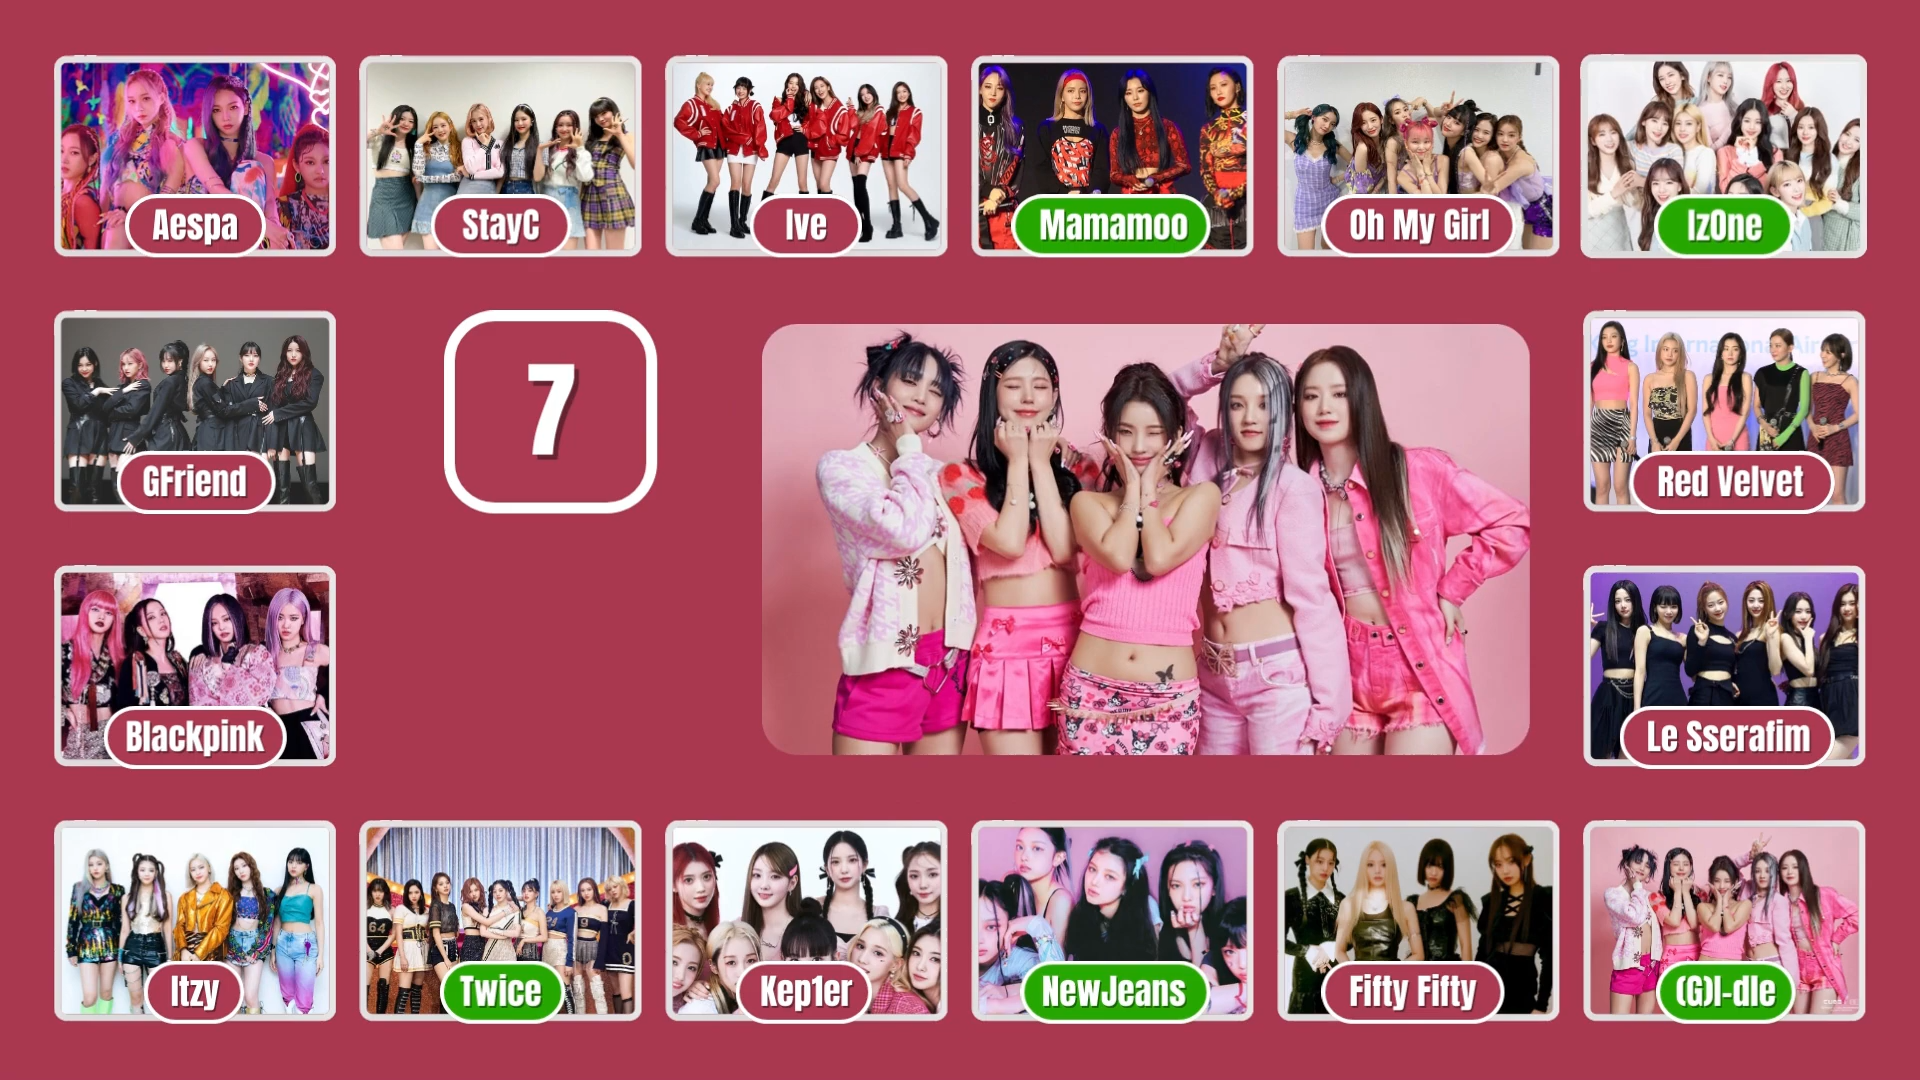 Aespa
StayC
Ive
Mamamoo
Oh My Girl
IzOne
GFriend
7
Red Velvet
Blackpink
Le Sserafim
Itzy
Twice
Kep1er
NewJeans
Fifty Fifty
(G)I-dle